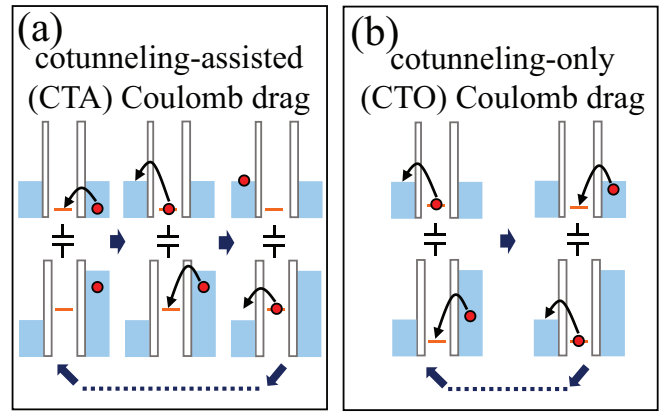 (a)
cotunneling-assisted
(CTA) Coulomb drag
(b)
cotunneling-only
(CTO) Coulomb drag